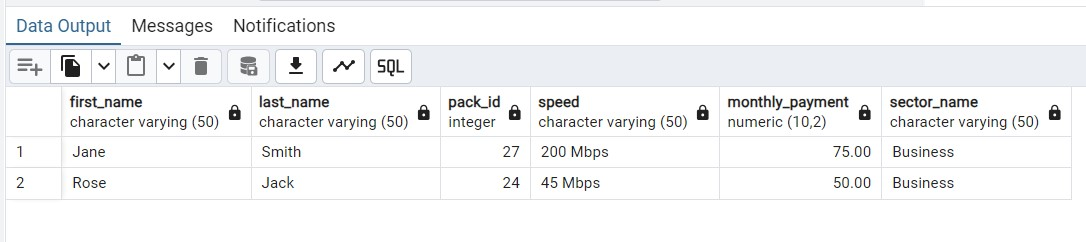 Data Output Messages Notifications
SQL
first_name last_name pack_id speed monthly_payment sector_name
character varying (50) character varying (50) integer character varying (50) numeric (10,2) character varying (50)
1 Jane Smith 27 200 Mbps 75.00 Business
2 Rose Jack 24 45 Mbps 50.00 Business